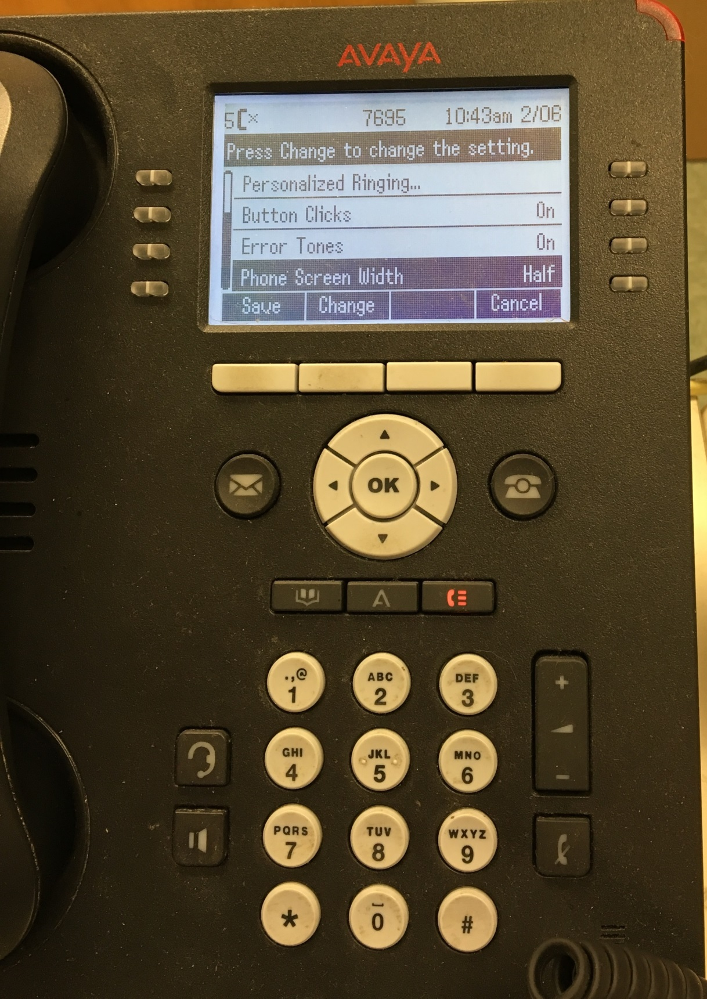 AVAYA
5 7695 10:43am 2/06
Press Change to change the setting.
Personalized Ringing...
Button Clicks On
Error Tones On
Phone Screen Width Half
Save Change Cancel
OK
A
.,@ ABC DEF
1 2 3
+
GHI JKL MNO
4 5 6
-
PQRS TUV WXYZ
7 8 9
* 0 #